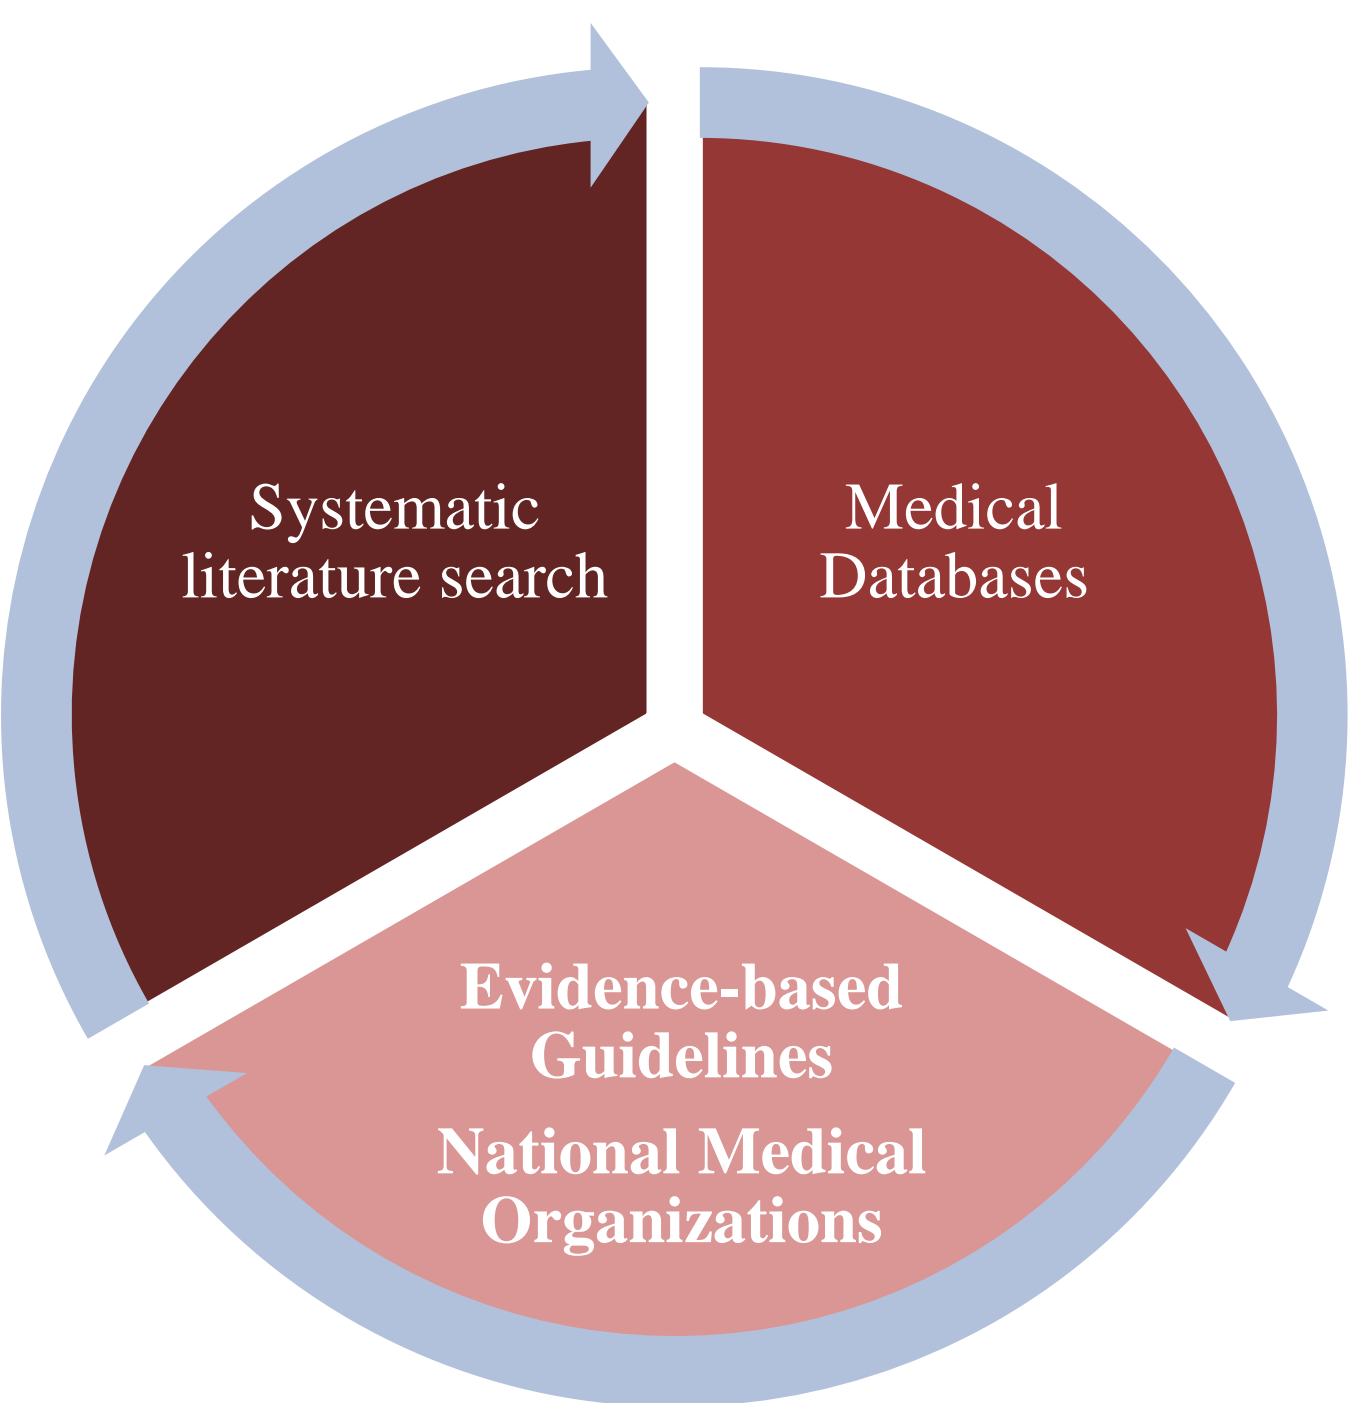 Systematic
literature search
Medical
Databases
Evidence-based
Guidelines
National Medical
Organizations